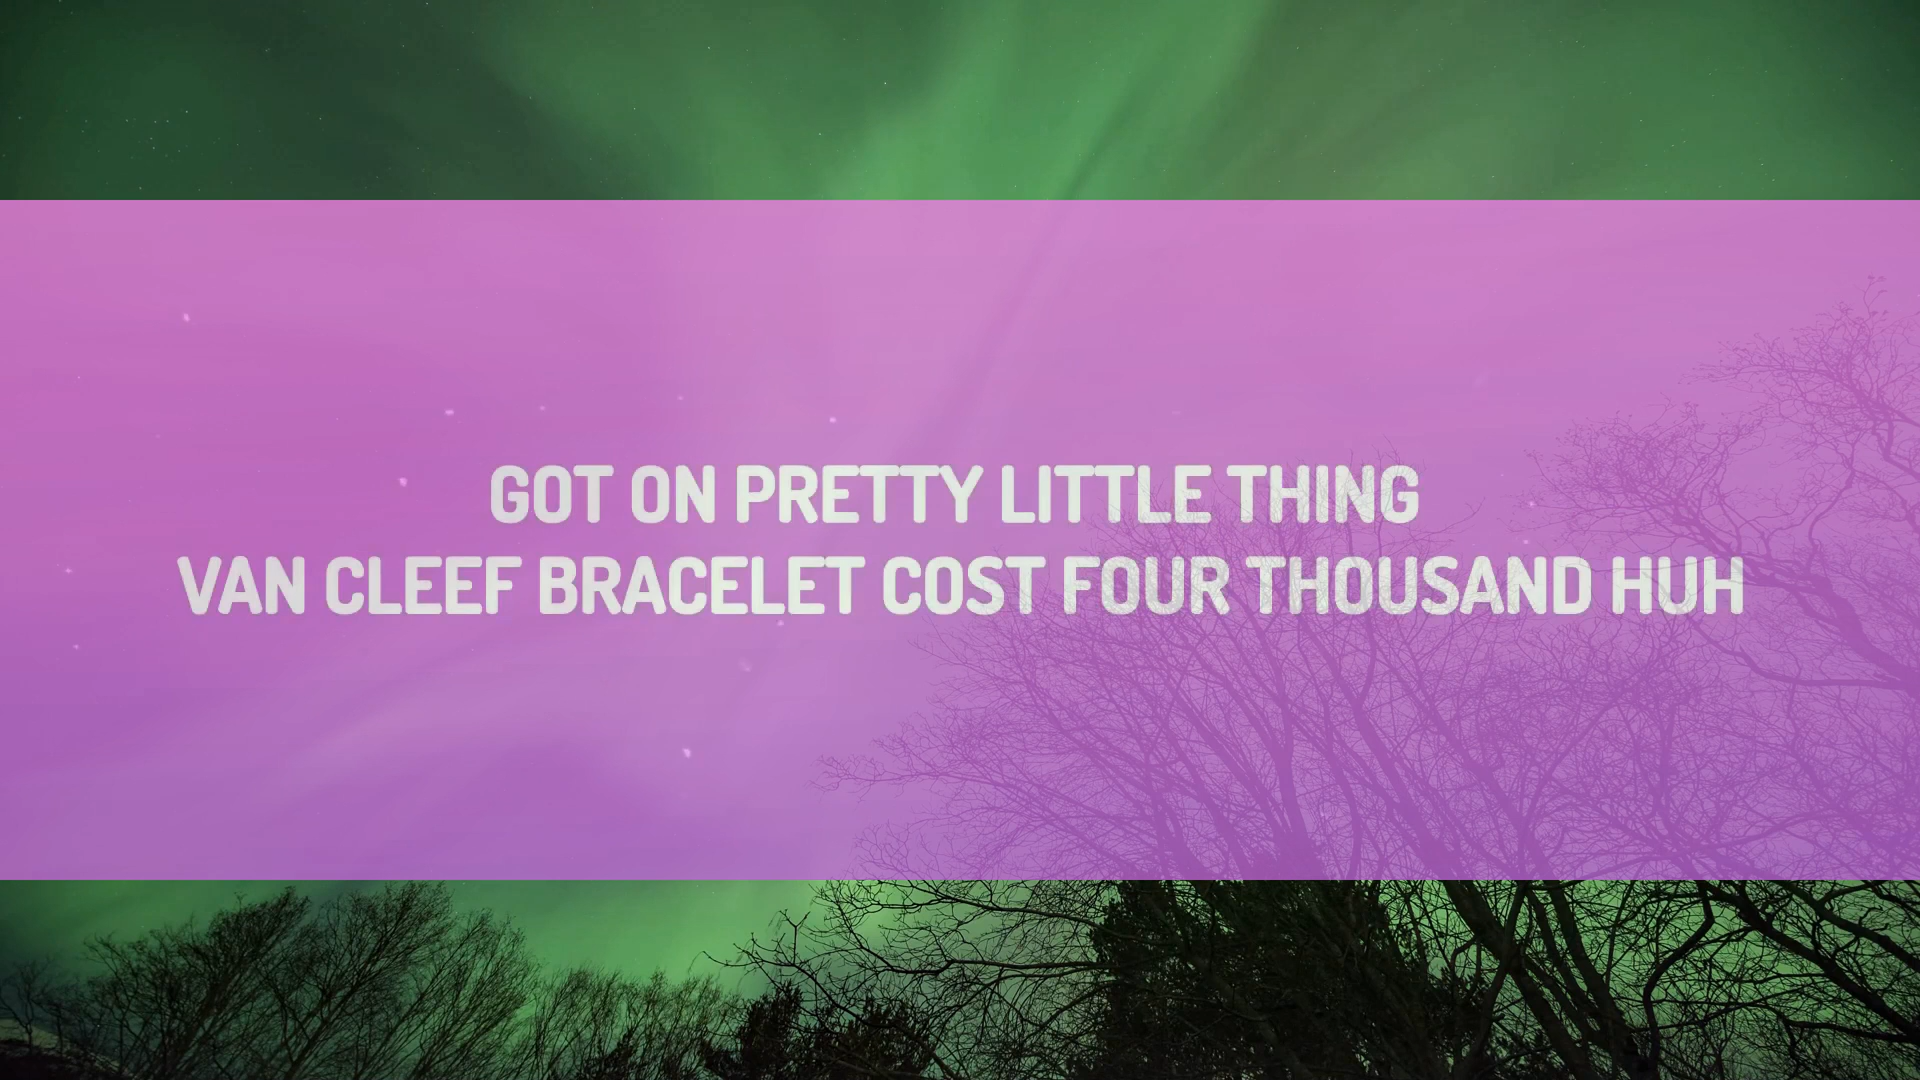 GOT ON PRETTY LITTLE THING
VAN CLEEF BRACELET COST FOUR THOUSAND HUH